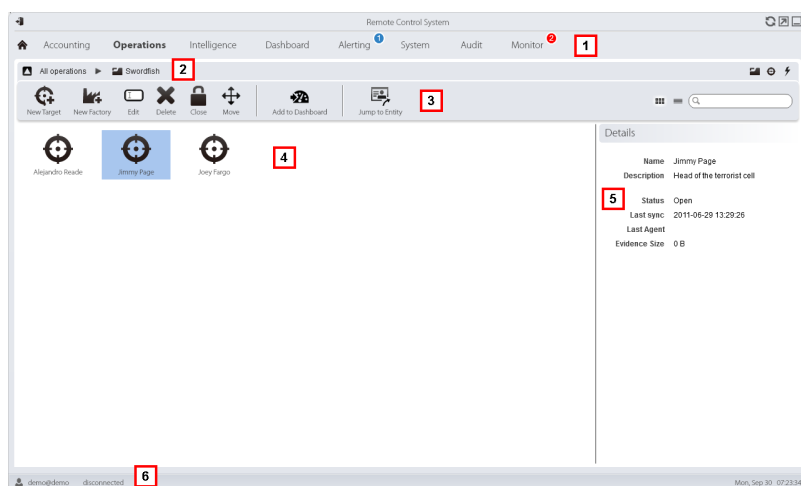 Remote Control System
Accounting Operations Intelligence Dashboard Alerting 1 System Audit Monitor 2 1
All operations Swordfish 2
New Target New Factory Edit Delete Close Move Add to Dashboard Jump to Entity 3
Alejandro Reade Jimmy Page Joey Fargo 4
Details
Name Jimmy Page
Description Head of the terrorist cell
5 Status Open
Last sync 2011-06-29 13:29:26
Last Agent
Evidence Size 0 B
demo@demo disconnected 6 Mon, Sep 30 07:23:34